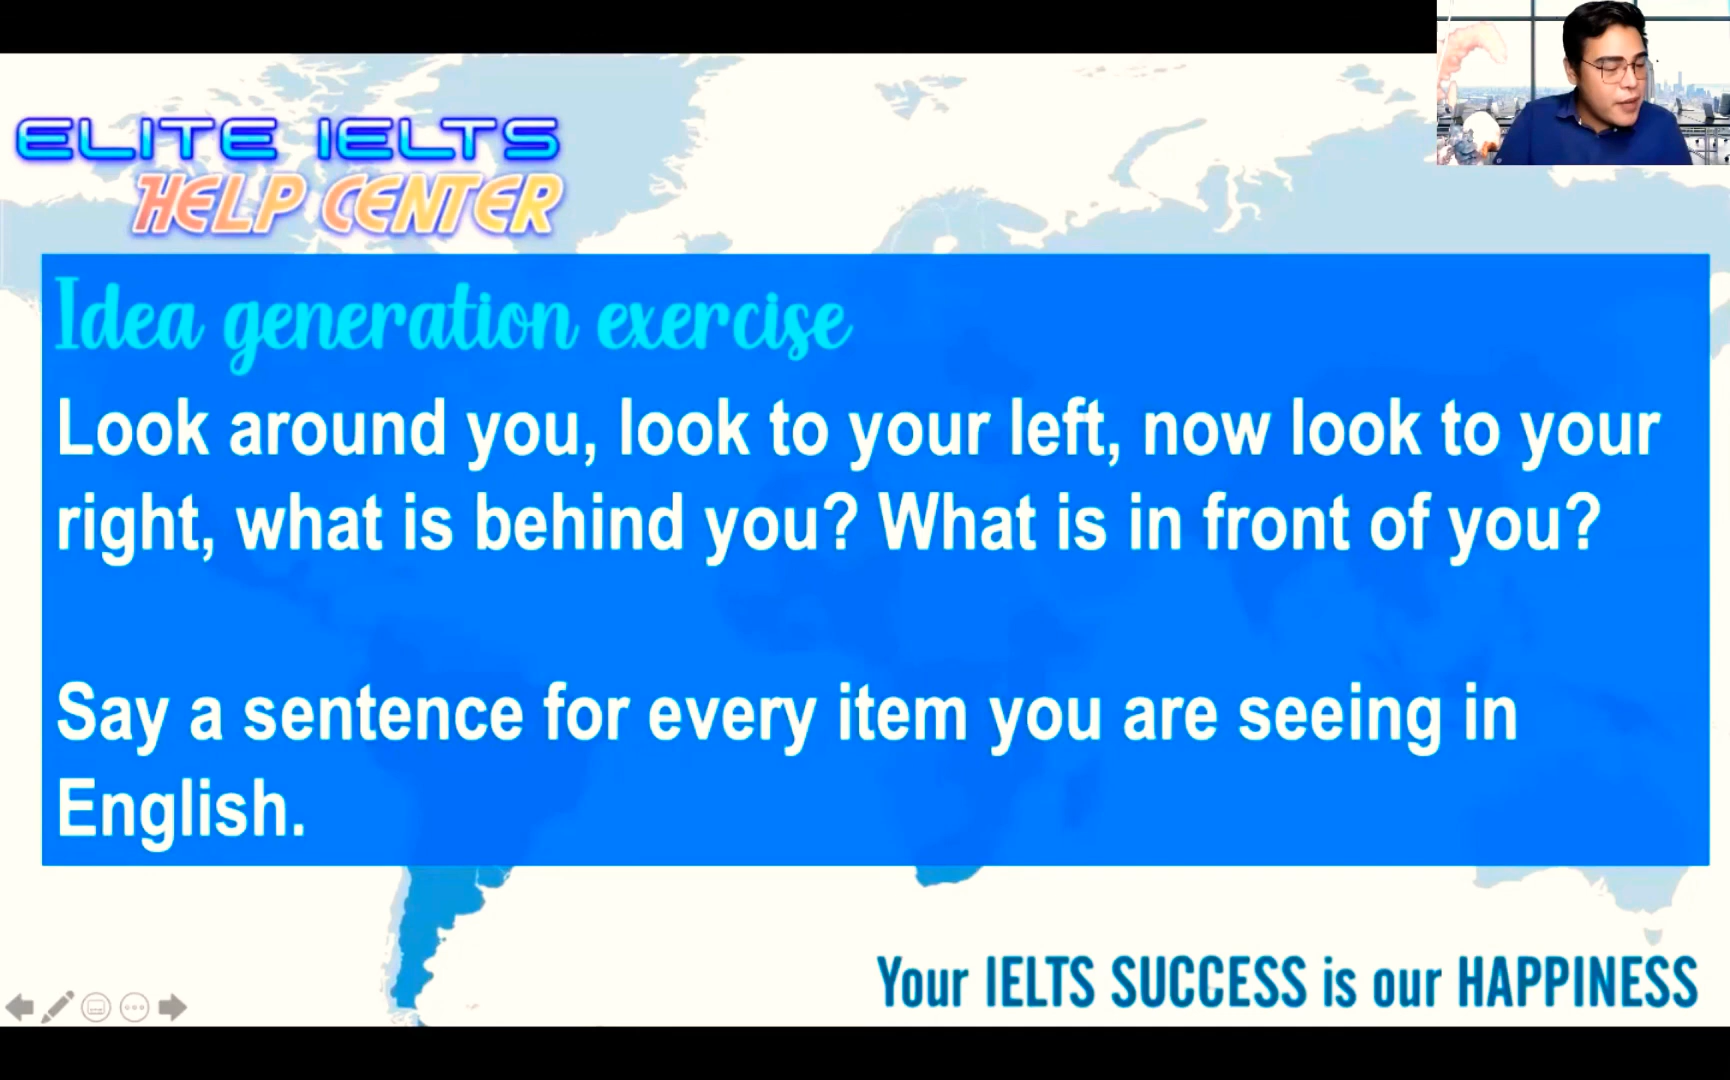 ELITE IELTS
HELP CENTER
Idea generation exercise
Look around you, look to your left, now look to your
right, what is behind you? What is in front of you?
Say a sentence for every item you are seeing in
English.
Your IELTS SUCCESS is our HAPPINESS